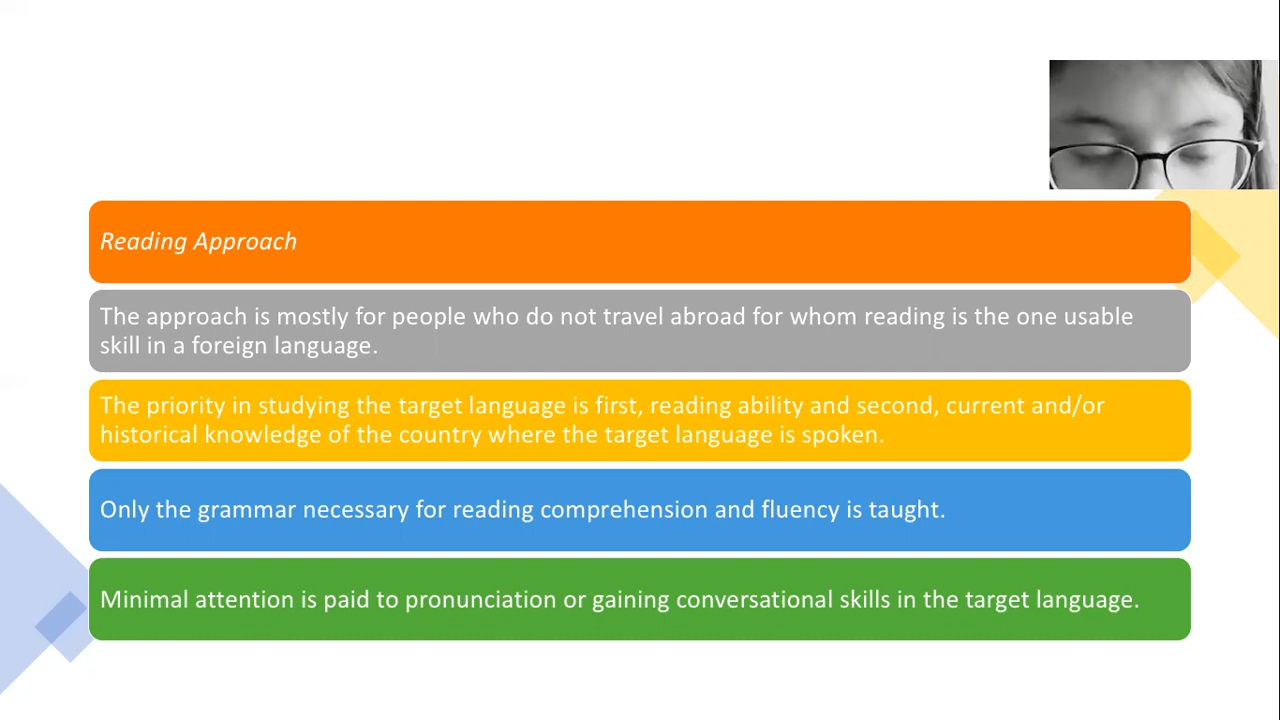 Reading Approach
The approach is mostly for people who do not travel abroad for whom reading is the one usable
skill in a foreign language.
The priority in studying the target language is first, reading ability and second, current and/or
historical knowledge of the country where the target language is spoken.
Only the grammar necessary for reading comprehension and fluency is taught.
Minimal attention is paid to pronunciation or gaining conversational skills in the target language.